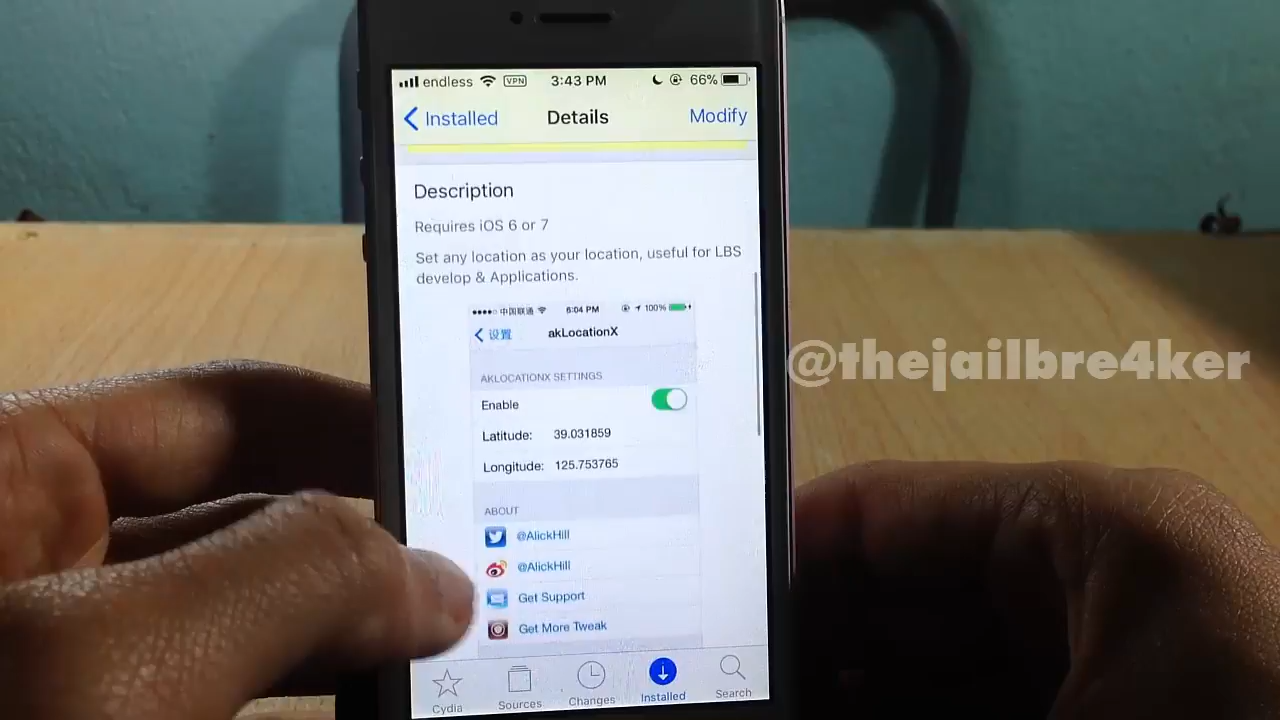 endless VPN 3:43 PM 66%
Installed Details Modify
Description
Requires iOS 6 or 7
Set any location as your location, useful for LBS
develop & Applications.
中国联通 6:04 PM 100%
设置 akLocationX
AKLOCATIONX SETTINGS
Enable
Latitude: 39.031859
Longitude: 125.753765
ABOUT
@AlickHill
@AlickHill
Get Support
Get More Tweak
Cydia Sources Changes Installed Search
@thejailbre4ker